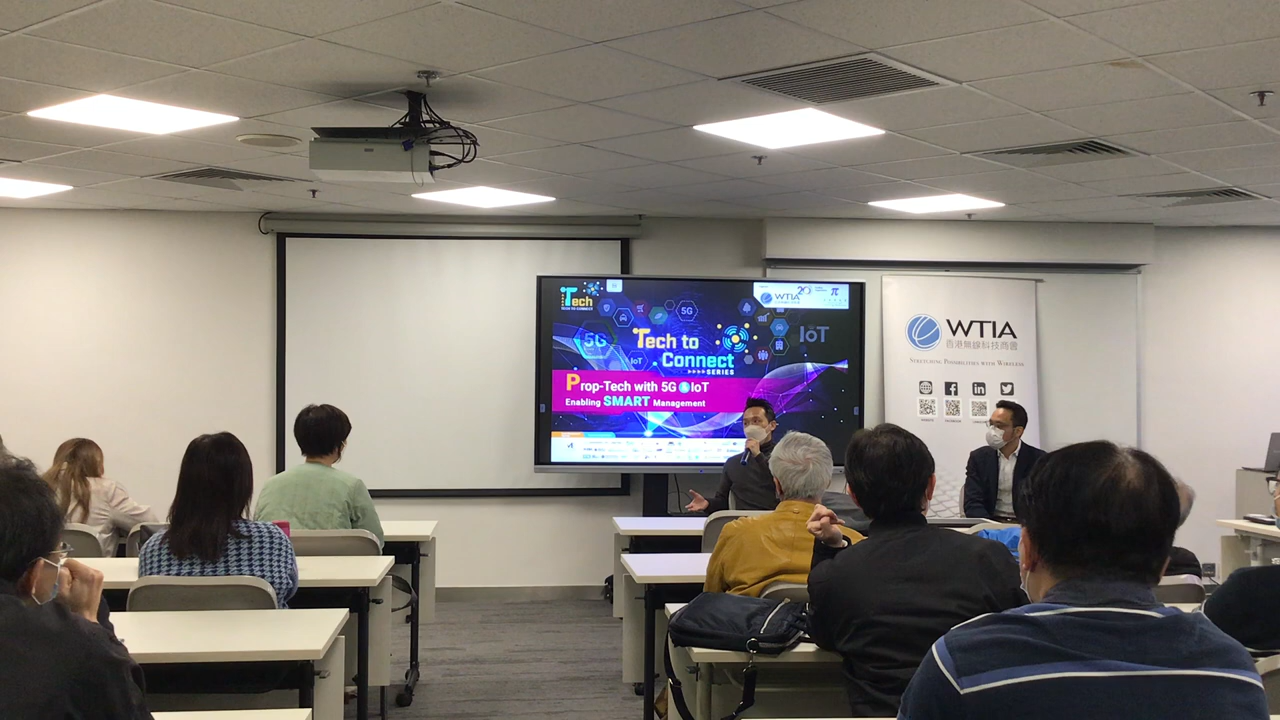 Tech
TECH TO CONNECT
WTIA
20
π
5G
5G
IoT
IoT
Tech to
Connect
SERIES
Prop-Tech with 5G & IoT
Enabling SMART Management
WTIA
香港無線科技商會
STRETCHING POSSIBILITIES WITH WIRELESS